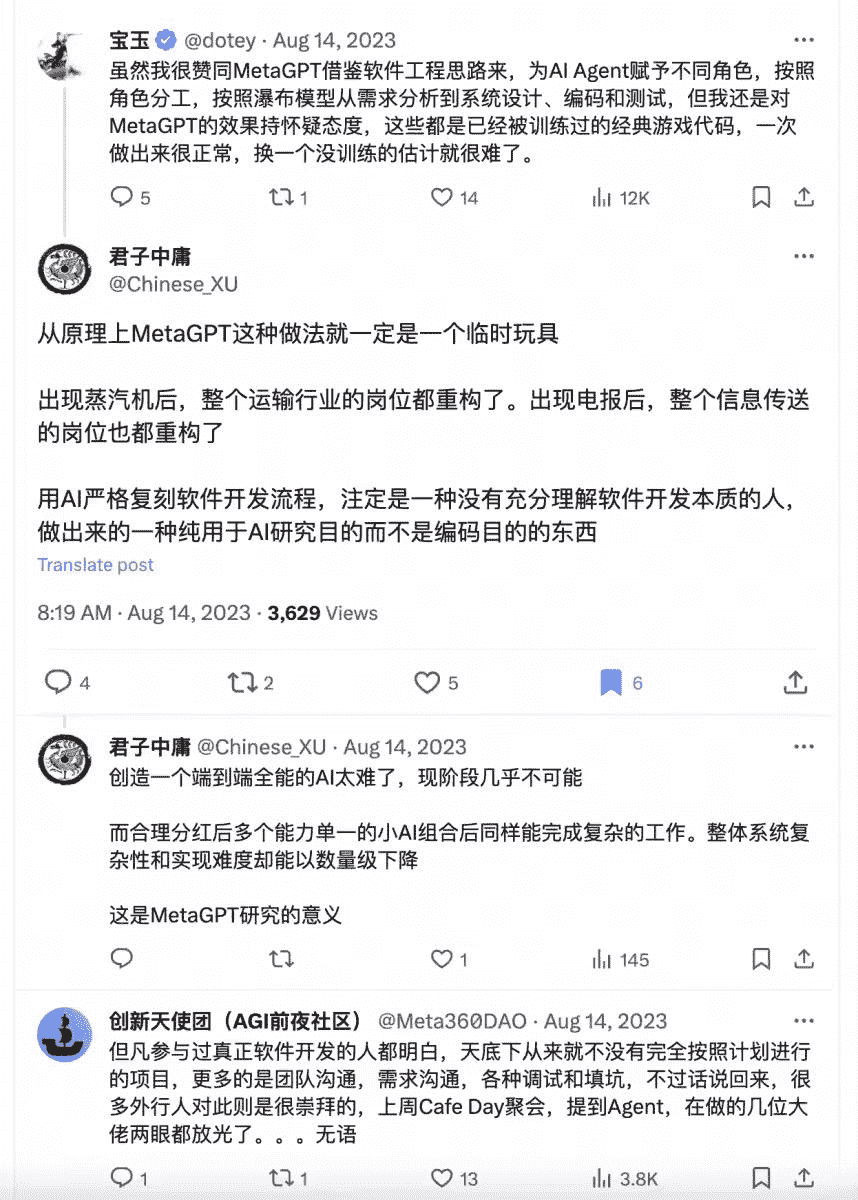 宝玉 @dotey · Aug 14, 2023
虽然我很赞同MetaGPT借鉴软件工程思路来，为AI Agent赋予不同角色，按照
角色分工，按照瀑布模型从需求分析到系统设计、编码和测试，但我还是对
MetaGPT的效果持怀疑态度，这些都是已经被训练过的经典游戏代码，一次
做出来很正常，换一个没训练的估计就很难了。
5 1 14 12K
君子中庸
@Chinese_XU
从原理上MetaGPT这种做法就一定是一个临时玩具
出现蒸汽机后，整个运输行业的岗位都重构了。出现电报后，整个信息传送
的岗位也都重构了
用AI严格复刻软件开发流程，注定是一种没有充分理解软件开发本质的人，
做出来的一种纯用于AI研究目的而不是编码目的的东西
Translate post
8:19 AM · Aug 14, 2023 · 3,629 Views
4 2 5 6
君子中庸 @Chinese_XU · Aug 14, 2023
创造一个端到端全能的AI太难了，现阶段几乎不可能
而合理分红后多个能力单一的小AI组合后同样能完成复杂的工作。整体系统复
杂性和实现难度却能以数量级下降
这是MetaGPT研究的意义
1 145
创新天使团（AGI前夜社区） @Meta360DAO · Aug 14, 2023
但凡参与过真正软件开发的人都明白，天底下从来就不没有完全按照计划进行
的项目，更多的是团队沟通，需求沟通，各种调试和填坑，不过话说回来，很
多外行人对此则是很崇拜的，上周Cafe Day聚会，提到Agent，在做的几位大
佬两眼都放光了。。。无语
1 1 13 3.8K